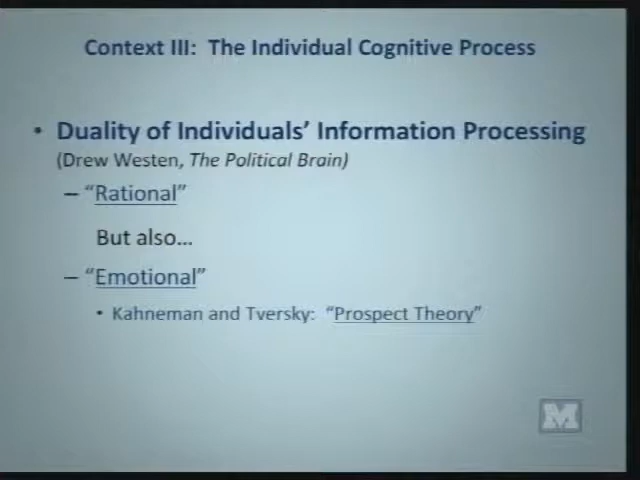 Context III: The Individual Cognitive Process
• Duality of Individuals’ Information Processing
(Drew Westen, The Political Brain)
– “Rational”
But also...
– “Emotional”
• Kahneman and Tversky: “Prospect Theory”
M